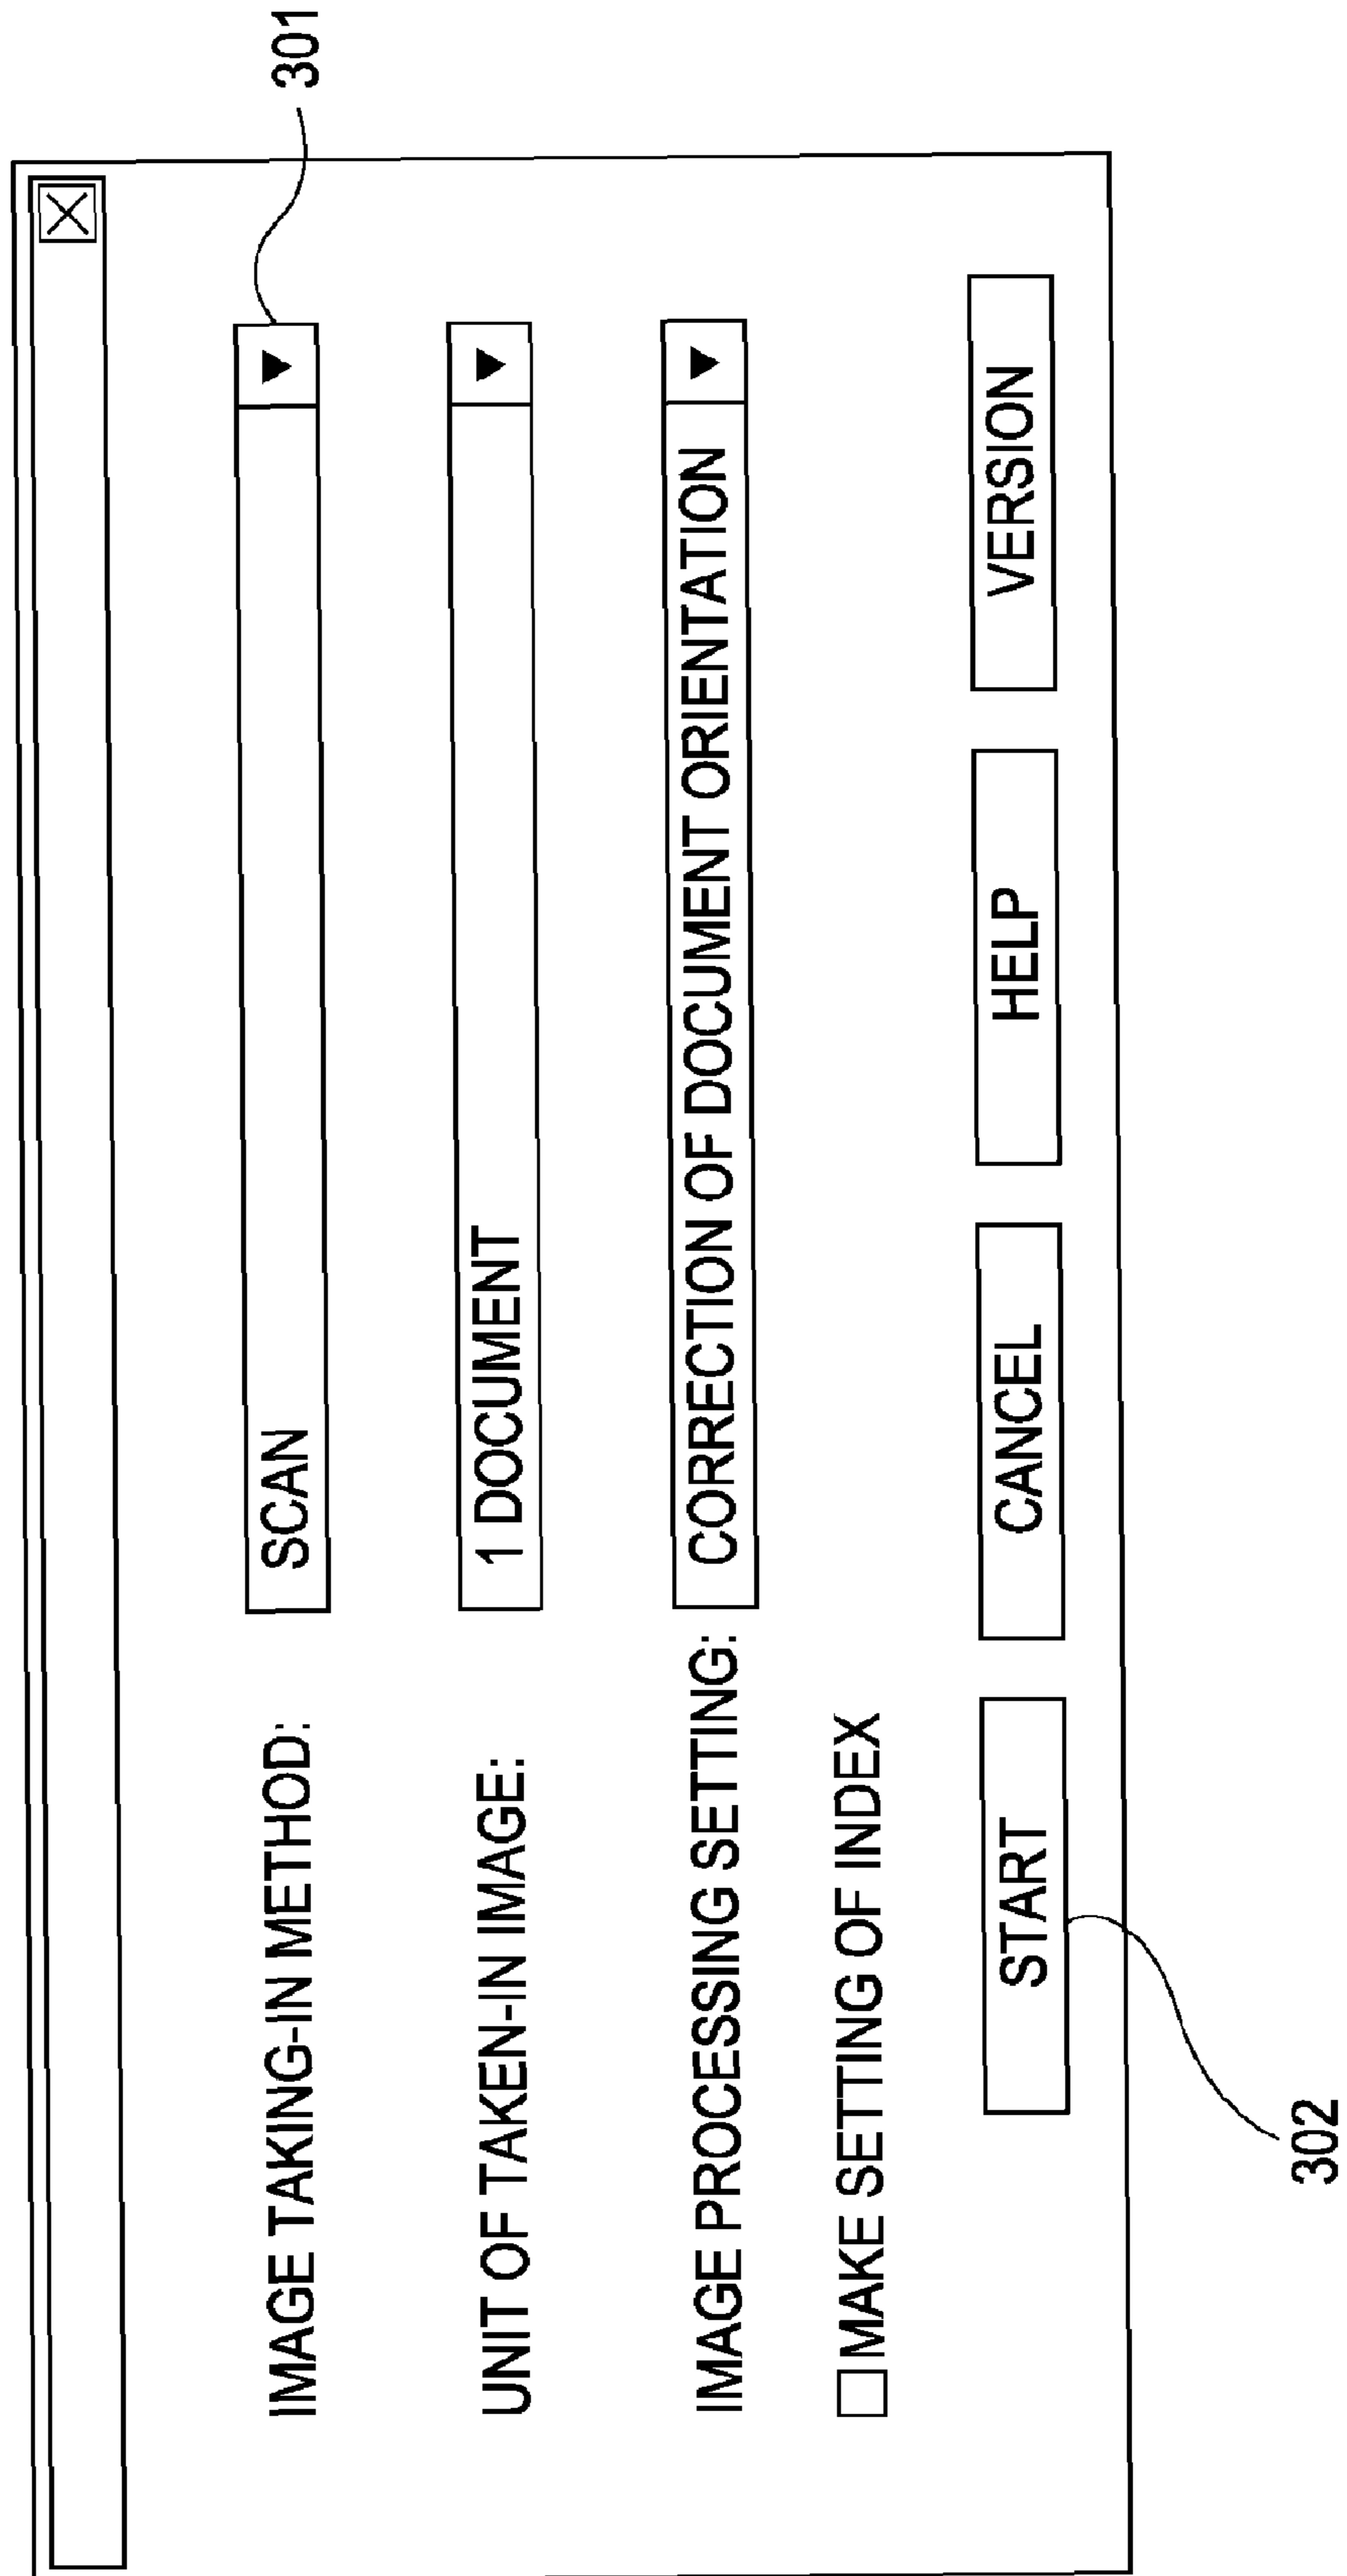 301
IMAGE TAKING-IN METHOD: SCAN
UNIT OF TAKEN-IN IMAGE: 1 DOCUMENT
IMAGE PROCESSING SETTING: CORRECTION OF DOCUMENT ORIENTATION
MAKE SETTING OF INDEX
START CANCEL HELP VERSION
302